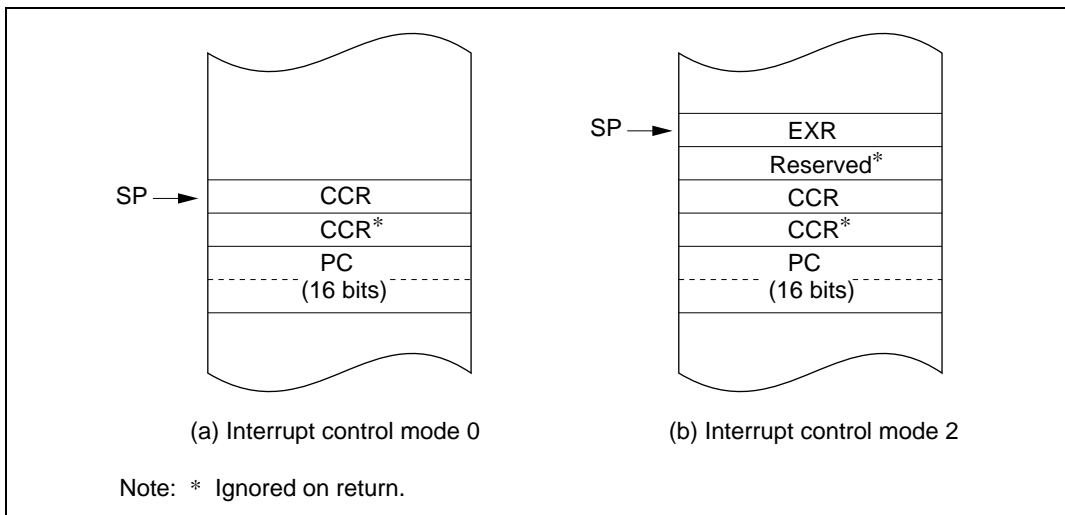 SP
CCR
CCR*
PC
(16 bits)
(a) Interrupt control mode 0
SP
EXR
Reserved*
CCR
CCR*
PC
(16 bits)
(b) Interrupt control mode 2
Note: * Ignored on return.